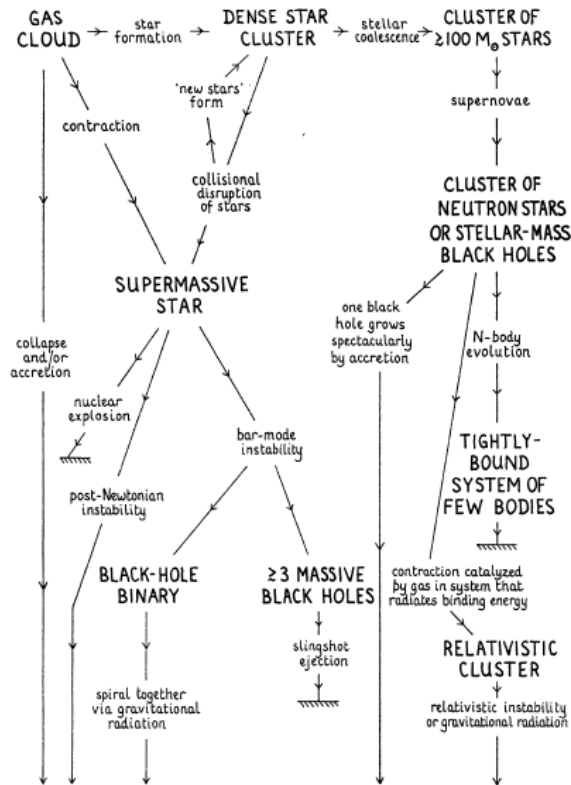 GAS
CLOUD
star
formation
DENSE STAR
CLUSTER
stellar
coalescence
CLUSTER OF
≥100 M⊙ STARS
'new stars'
form
contraction
supernovae
collisional
disruption
of stars
CLUSTER OF
NEUTRON STARS
OR STELLAR-MASS
BLACK HOLES
SUPERMASSIVE
STAR
one black
hole grows
spectacularly
by accretion
N-body
evolution
collapse
and/or
accretion
nuclear
explosion
bar-mode
instability
TIGHTLY-
BOUND
SYSTEM OF
FEW BODIES
post-Newtonian
instability
BLACK-HOLE
BINARY
≥3 MASSIVE
BLACK HOLES
contraction catalyzed
by gas in system that
radiates binding energy
slingshot
ejection
RELATIVISTIC
CLUSTER
spiral together
via gravitational
radiation
relativistic instability
or gravitational radiation